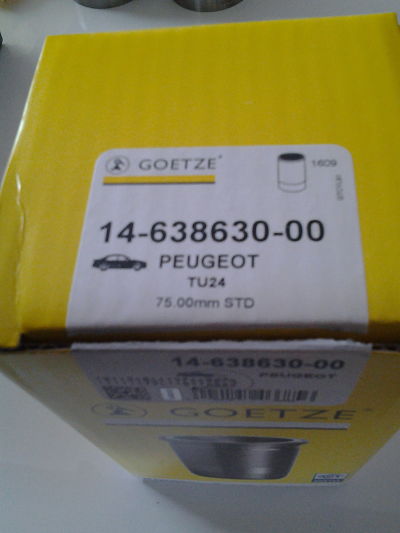 GOETZE®
1609
14-638630-00
PEUGEOT
TU24
75.00mm STD
14-638630-00
PEUGEOT
GOETZE®